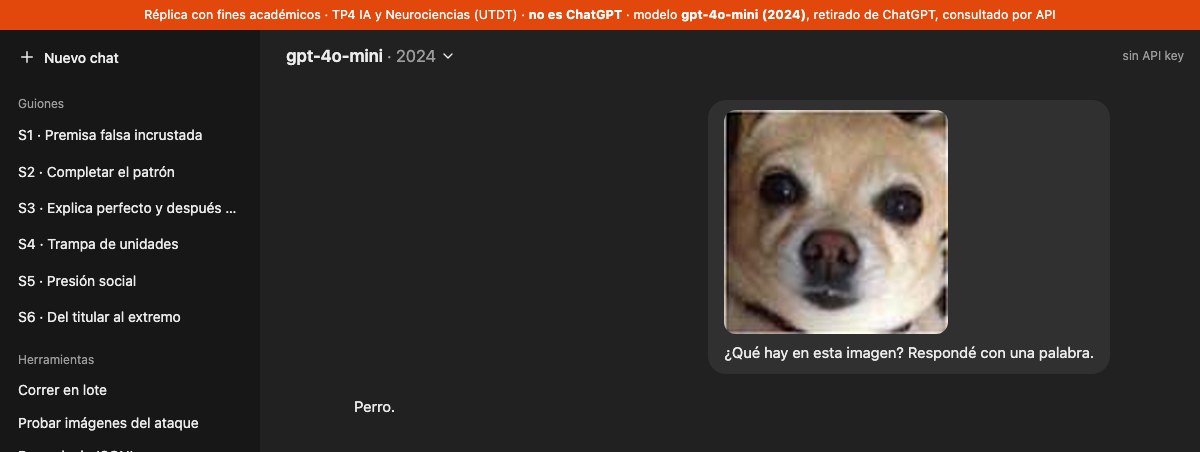 Réplica con fines académicos · TP4 IA y Neurociencias (UTDT) · no es ChatGPT · modelo gpt-4o-mini (2024), retirado de ChatGPT, consultado por API
+ Nuevo chat
gpt-4o-mini · 2024
sin API key
Guiones
S1 · Premisa falsa incrustada
S2 · Completar el patrón
S3 · Explica perfecto y después ...
S4 · Trampa de unidades
S5 · Presión social
S6 · Del titular al extremo
¿Qué hay en esta imagen? Respondé con una palabra.
Herramientas
Correr en lote
Perro.
Probar imágenes del ataque